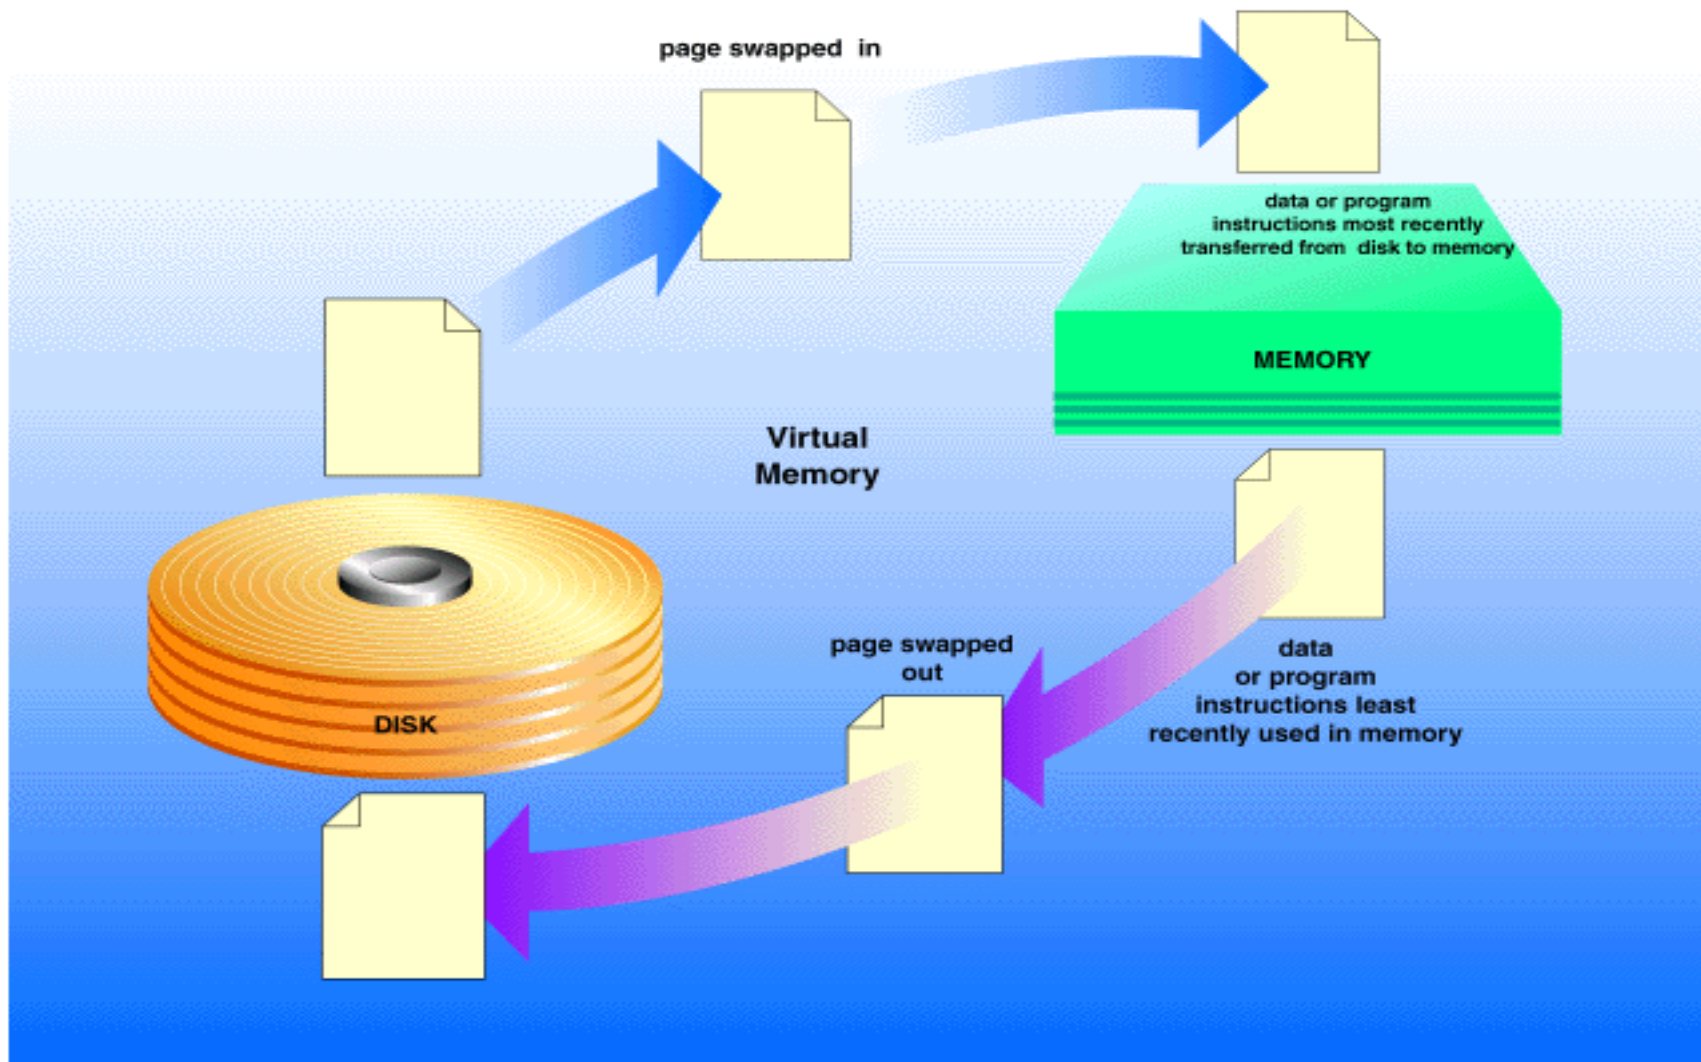 page swapped in
data or program
instructions most recently
transferred from disk to memory
MEMORY
Virtual
Memory
page swapped
out
data
or program
instructions least
recently used in memory
DISK